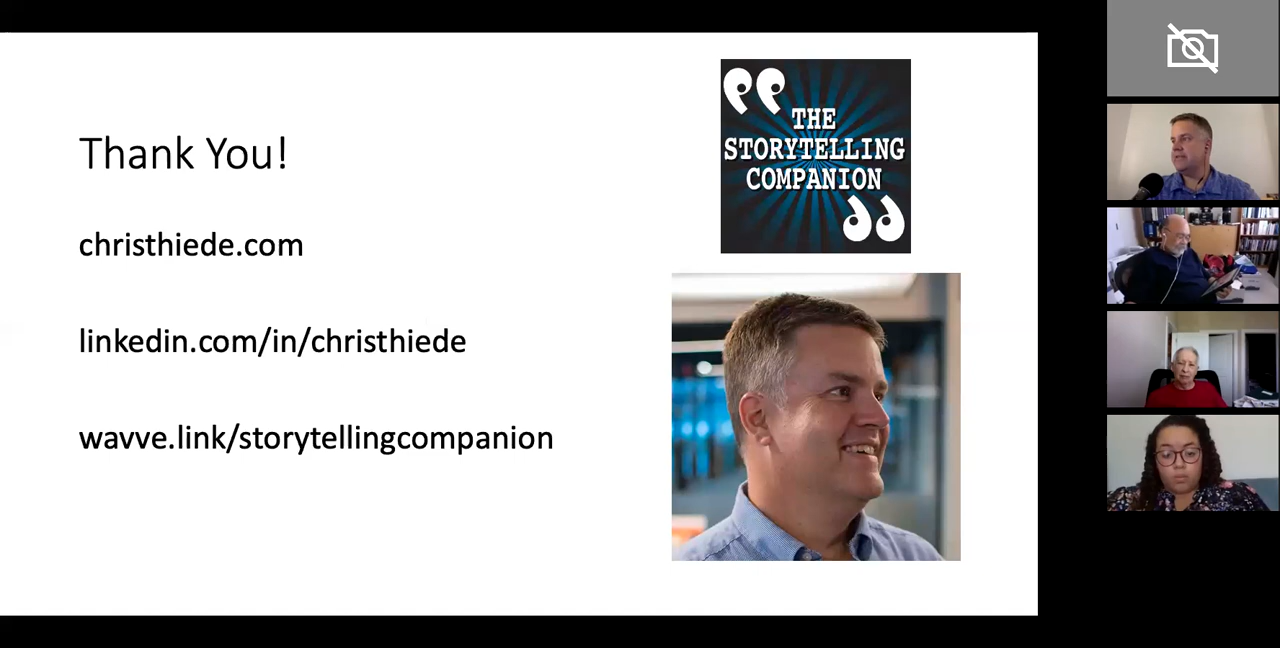 Thank You!
christhiede.com
linkedin.com/in/christhiede
wavve.link/storytellingcompanion
THE
STORYTELLING
COMPANION